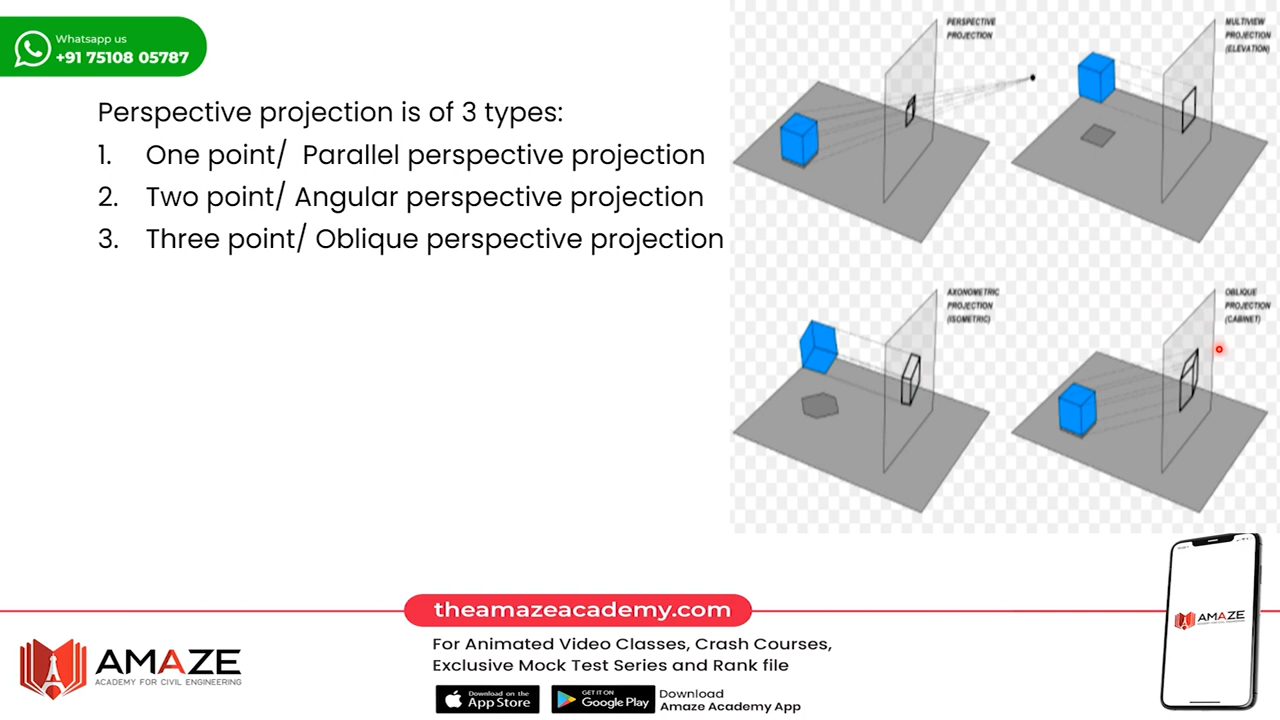 Whatsapp us
+91 75108 05787
Perspective projection is of 3 types:
1. One point/ Parallel perspective projection
2. Two point/ Angular perspective projection
3. Three point/ Oblique perspective projection
PERSPECTIVE
PROJECTION
MULTIVIEW
PROJECTION
(ELEVATION)
AXONOMETRIC
PROJECTION
(ISOMETRIC)
OBLIQUE
PROJECTION
(CABINET)
theamazeacademy.com
For Animated Video Classes, Crash Courses,
Exclusive Mock Test Series and Rank file
AMAZE
ACADEMY FOR CIVIL ENGINEERING
Download on the
App Store
GET IT ON
Google Play
Download
Amaze Academy App
AMAZE